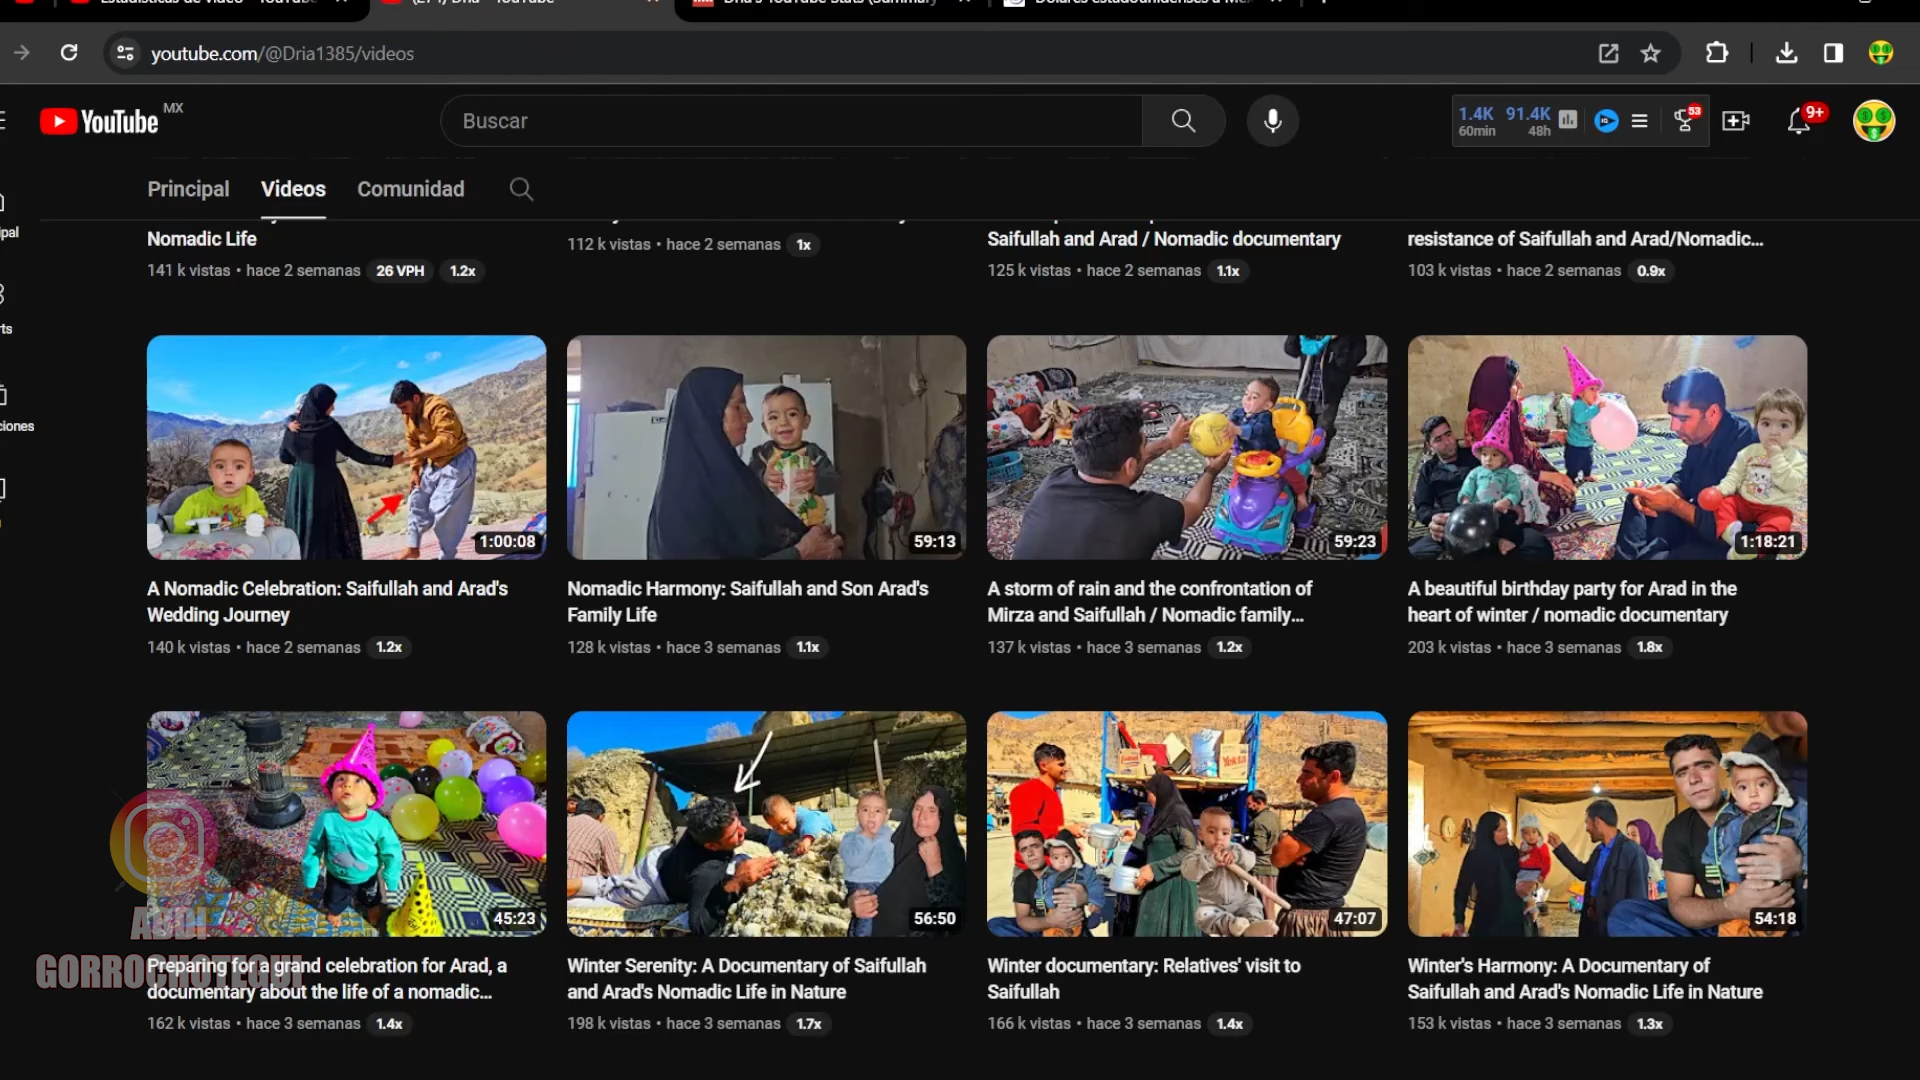 youtube.com/@Dria1385/videos
YouTube MX
Buscar
1.4K 91.4K
60min 48h
53
9+
Principal Videos Comunidad
Nomadic Life
141 k vistas • hace 2 semanas 26 VPH 1.2x
112 k vistas • hace 2 semanas 1x
Saifullah and Arad / Nomadic documentary
125 k vistas • hace 2 semanas 1.1x
resistance of Saifullah and Arad/Nomadic...
103 k vistas • hace 2 semanas 0.9x
1:00:08
A Nomadic Celebration: Saifullah and Arad's
Wedding Journey
140 k vistas • hace 2 semanas 1.2x
59:13
Nomadic Harmony: Saifullah and Son Arad's
Family Life
128 k vistas • hace 3 semanas 1.1x
59:23
A storm of rain and the confrontation of
Mirza and Saifullah / Nomadic family...
137 k vistas • hace 3 semanas 1.2x
1:18:21
A beautiful birthday party for Arad in the
heart of winter / nomadic documentary
203 k vistas • hace 3 semanas 1.8x
45:23
Preparing for a grand celebration for Arad, a
documentary about the life of a nomadic...
162 k vistas • hace 3 semanas 1.4x
56:50
Winter Serenity: A Documentary of Saifullah
and Arad's Nomadic Life in Nature
198 k vistas • hace 3 semanas 1.7x
47:07
Winter documentary: Relatives' visit to
Saifullah
166 k vistas • hace 3 semanas 1.4x
54:18
Winter's Harmony: A Documentary of
Saifullah and Arad's Nomadic Life in Nature
153 k vistas • hace 3 semanas 1.3x
ADDI
GORROCHOTEGUI